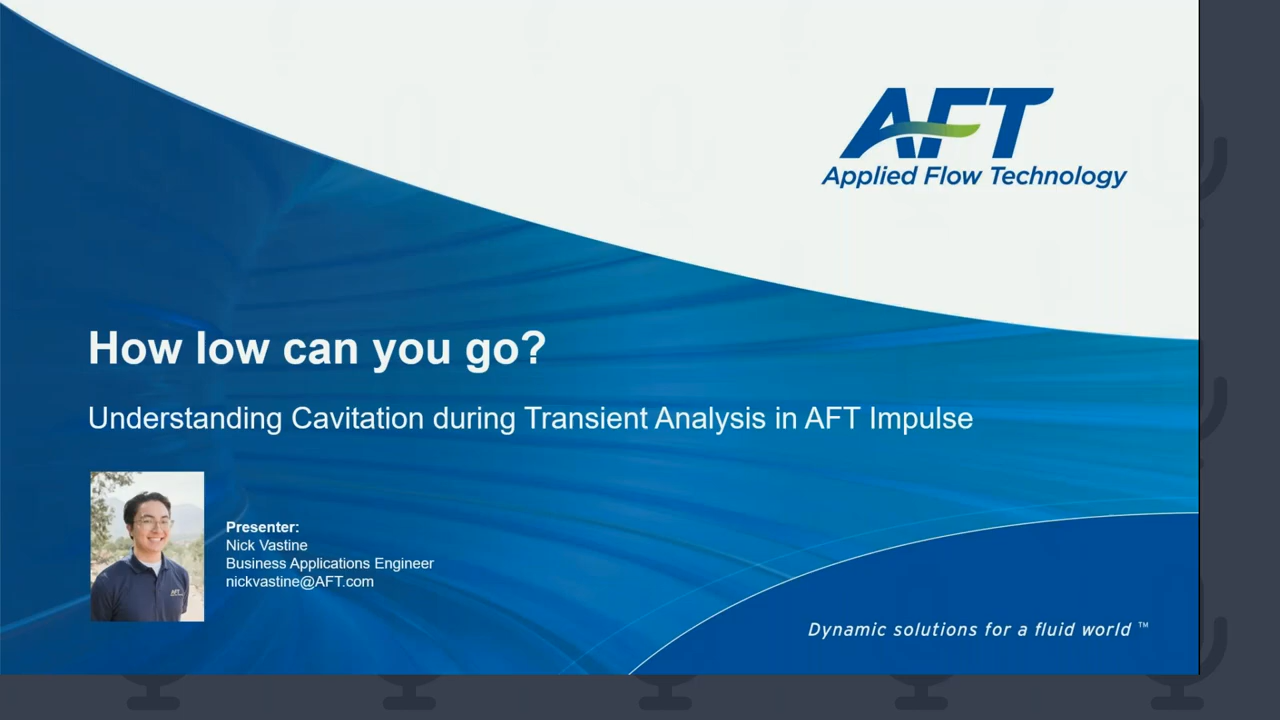 AFT
Applied Flow Technology
How low can you go?
Understanding Cavitation during Transient Analysis in AFT Impulse
Presenter:
Nick Vastine
Business Applications Engineer
nickvastine@AFT.com
AFT
Dynamic solutions for a fluid world ™